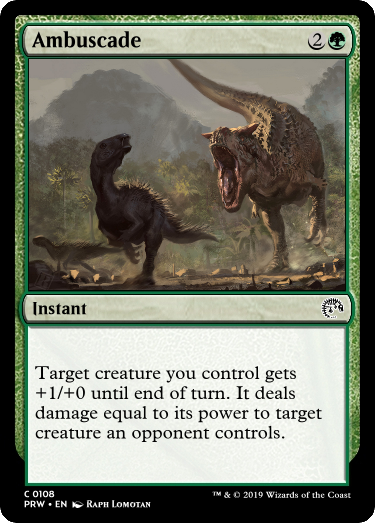 Ambuscade 2
Instant
Target creature you control gets
+1/+0 until end of turn. It deals
damage equal to its power to target
creature an opponent controls.
C 0108 ™ & © 2019 Wizards of the Coast
PRW • EN Raph Lomotan